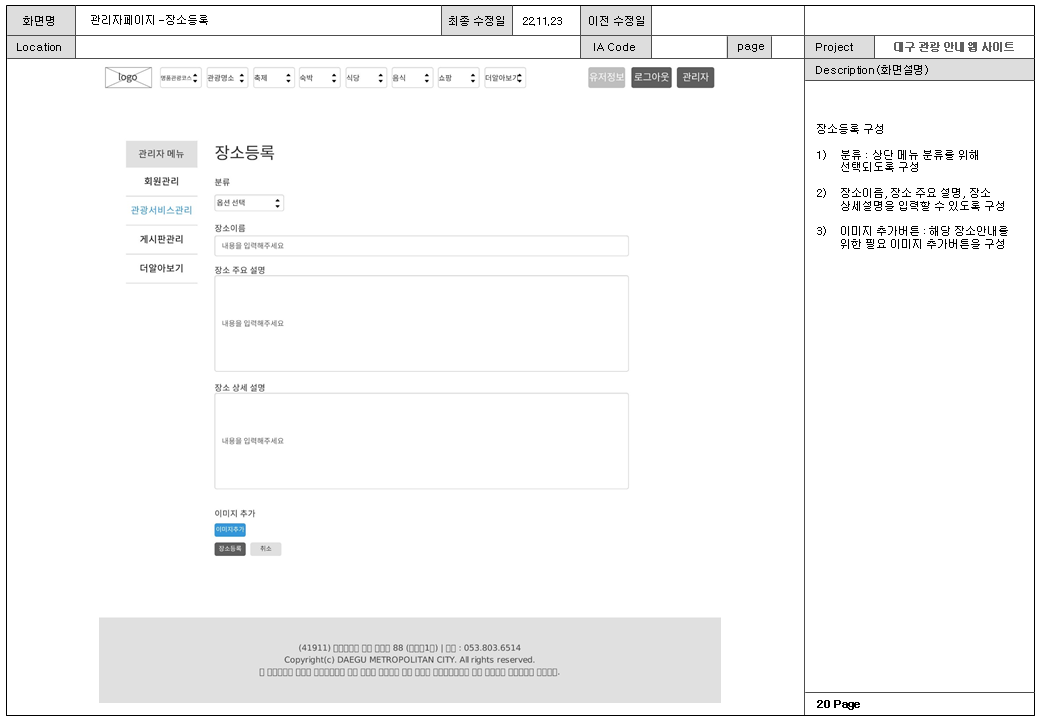 화면명 관리자페이지 -장소등록 최종 수정일 22.11.23 이전 수정일
Location IA Code page Project 대구 관광 안내 웹 사이트
Description(화면설명)
logo 명품관광코스 관광명소 축제 숙박 식당 음식 쇼핑 더알아보기 유저정보 로그아웃 관리자
관리자 메뉴
회원관리
관광서비스관리
게시판관리
더알아보기
장소등록
분류
옵션 선택
장소이름
내용을 입력해주세요
장소 주요 설명
내용을 입력해주세요
장소 상세 설명
내용을 입력해주세요
이미지 추가
이미지추가
장소등록 취소
(41911) 88 ( 1 ) | : 053.803.6514
Copyright(c) DAEGU METROPOLITAN CITY. All rights reserved.
장소등록 구성
1) 분류 : 상단 메뉴 분류을 위해
선택되도록 구성
2) 장소이름, 장소 주요 설명, 장소
상세설명을 입력할 수 있도록 구성
3) 이미지 추가버튼 : 해당 장소안내을
위한 필요 이미지 추가버튼을 구성
20 Page